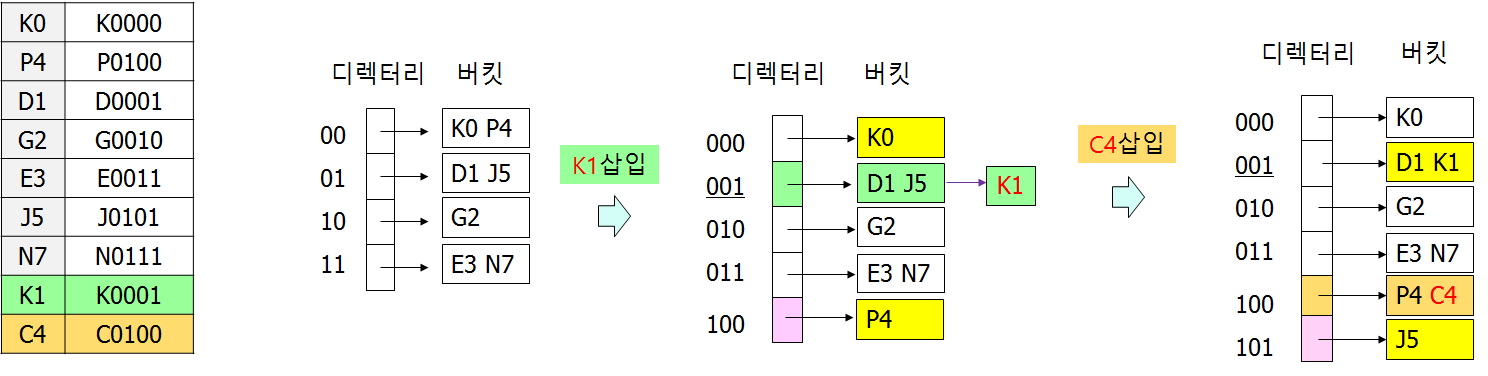 K0 K0000
P4 P0100
D1 D0001
G2 G0010
E3 E0011
J5 J0101
N7 N0111
K1 K0001
C4 C0100
디렉터리 버킷
00 K0 P4
01 D1 J5
10 G2
11 E3 N7
K1삽입
디렉터리 버킷
000 K0
001 D1 J5 K1
010 G2
011 E3 N7
100 P4
C4삽입
디렉터리 버킷
000 K0
001 D1 K1
010 G2
011 E3 N7
100 P4 C4
101 J5